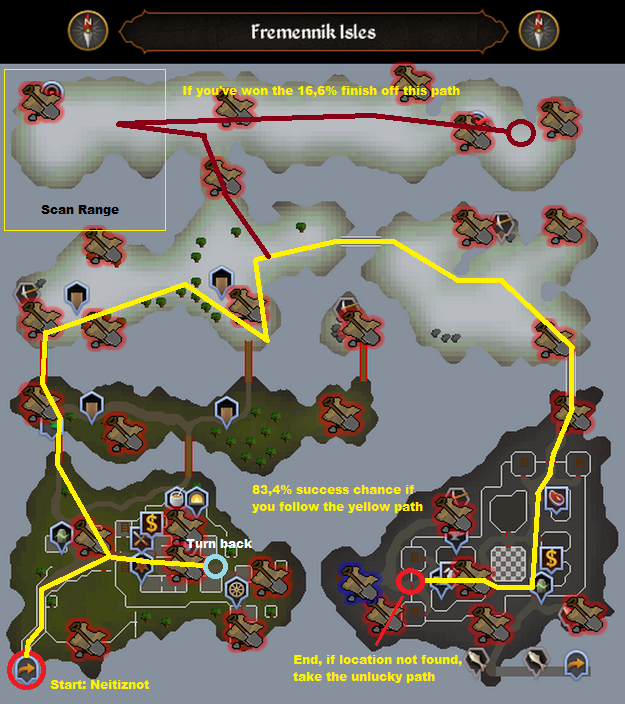 Fremennik Isles
If you've won the 16,6% finish off this path
Scan Range
83,4% success chance if
you follow the yellow path
Turn back
End, if location not found,
take the unlucky path
Start: Neitiznot